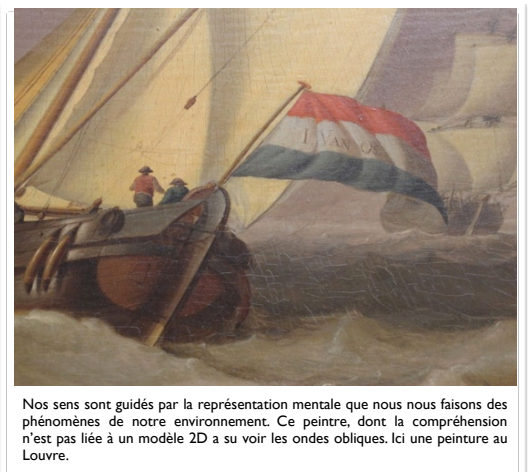 Nos sens sont guidés par la représentation mentale que nous nous faisons des
phénomènes de notre environnement. Ce peintre, dont la compréhension
n'est pas liée à un modèle 2D a su voir les ondes obliques. Ici une peinture au
Louvre.